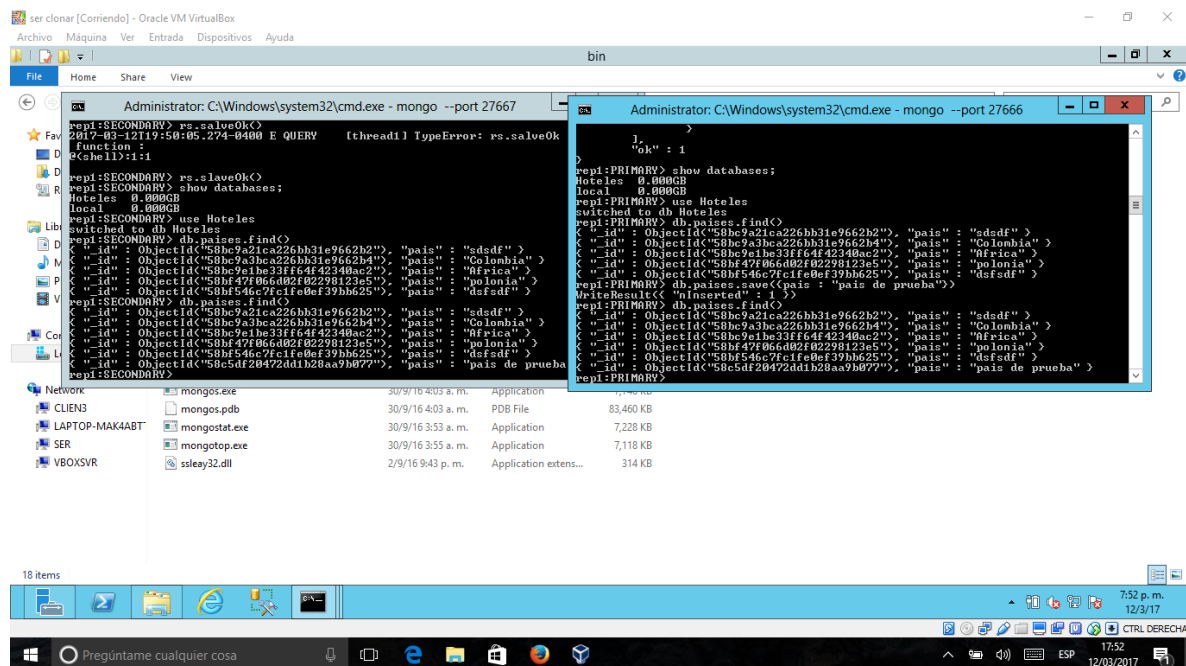 ser clonar [Corriendo] - Oracle VM VirtualBox
Archivo Máquina Ver Entrada Dispositivos Ayuda
bin
File Home Share View
Administrator: C:\Windows\system32\cmd.exe - mongo --port 27667
rep1:SECONDARY> rs.salveOk()
2017-03-12T19:50:05.274-0400 E QUERY [thread1] TypeError: rs.salveOk
function :
@(shell):1:1
rep1:SECONDARY> rs.slaveOk()
rep1:SECONDARY> show databases;
Hoteles 0.000GB
local 0.000GB
rep1:SECONDARY> use Hoteles
switched to db Hoteles
rep1:SECONDARY> db.paises.find()
{ "_id" : ObjectId("58bc9a21ca226bb31e9662b2"), "pais" : "sdsdf" }
{ "_id" : ObjectId("58bc9a3bca226bb31e9662b4"), "pais" : "Colombia" }
{ "_id" : ObjectId("58bc9e1be33ff64f42340ac2"), "pais" : "Africa" }
{ "_id" : ObjectId("58bf47f066d02f02298123e5"), "pais" : "polonia" }
{ "_id" : ObjectId("58bf546c7fc1fe0ef39bb625"), "pais" : "dsfsdf" }
rep1:SECONDARY> db.paises.find()
{ "_id" : ObjectId("58bc9a21ca226bb31e9662b2"), "pais" : "sdsdf" }
{ "_id" : ObjectId("58bc9a3bca226bb31e9662b4"), "pais" : "Colombia" }
{ "_id" : ObjectId("58bc9e1be33ff64f42340ac2"), "pais" : "Africa" }
{ "_id" : ObjectId("58bf47f066d02f02298123e5"), "pais" : "polonia" }
{ "_id" : ObjectId("58bf546c7fc1fe0ef39bb625"), "pais" : "dsfsdf" }
{ "_id" : ObjectId("58c5df20472dd1b28aa9b077"), "pais" : "pais de prueba
rep1:SECONDARY>
Administrator: C:\Windows\system32\cmd.exe - mongo --port 27666
}
],
"ok" : 1
}
rep1:PRIMARY> show databases;
Hoteles 0.000GB
local 0.000GB
rep1:PRIMARY> use Hoteles
switched to db Hoteles
rep1:PRIMARY> db.paises.find()
{ "_id" : ObjectId("58bc9a21ca226bb31e9662b2"), "pais" : "sdsdf" }
{ "_id" : ObjectId("58bc9a3bca226bb31e9662b4"), "pais" : "Colombia" }
{ "_id" : ObjectId("58bc9e1be33ff64f42340ac2"), "pais" : "Africa" }
{ "_id" : ObjectId("58bf47f066d02f02298123e5"), "pais" : "polonia" }
{ "_id" : ObjectId("58bf546c7fc1fe0ef39bb625"), "pais" : "dsfsdf" }
rep1:PRIMARY> db.paises.save({pais : "pais de prueba"})
WriteResult({ "nInserted" : 1 })
rep1:PRIMARY> db.paises.find()
{ "_id" : ObjectId("58bc9a21ca226bb31e9662b2"), "pais" : "sdsdf" }
{ "_id" : ObjectId("58bc9a3bca226bb31e9662b4"), "pais" : "Colombia" }
{ "_id" : ObjectId("58bc9e1be33ff64f42340ac2"), "pais" : "Africa" }
{ "_id" : ObjectId("58bf47f066d02f02298123e5"), "pais" : "polonia" }
{ "_id" : ObjectId("58bf546c7fc1fe0ef39bb625"), "pais" : "dsfsdf" }
{ "_id" : ObjectId("58c5df20472dd1b28aa9b077"), "pais" : "pais de prueba" }
rep1:PRIMARY>
Fav
D
D
R
Libr
D
M
P
V
Con
Lo
Network
CLIEN3
LAPTOP-MAK4ABT
SER
VBOXSVR
mongos.exe 30/9/16 4:03 a. m. Application
mongos.pdb 30/9/16 4:03 a. m. PDB File 83,460 KB
mongostat.exe 30/9/16 3:53 a. m. Application 7,228 KB
mongotop.exe 30/9/16 3:55 a. m. Application 7,118 KB
ssleay32.dll 2/9/16 9:43 p. m. Application extens... 314 KB
18 items
7:52 p. m.
12/3/17
CTRL DERECHA
Pregúntame cualquier cosa
ESP
17:52
12/03/2017